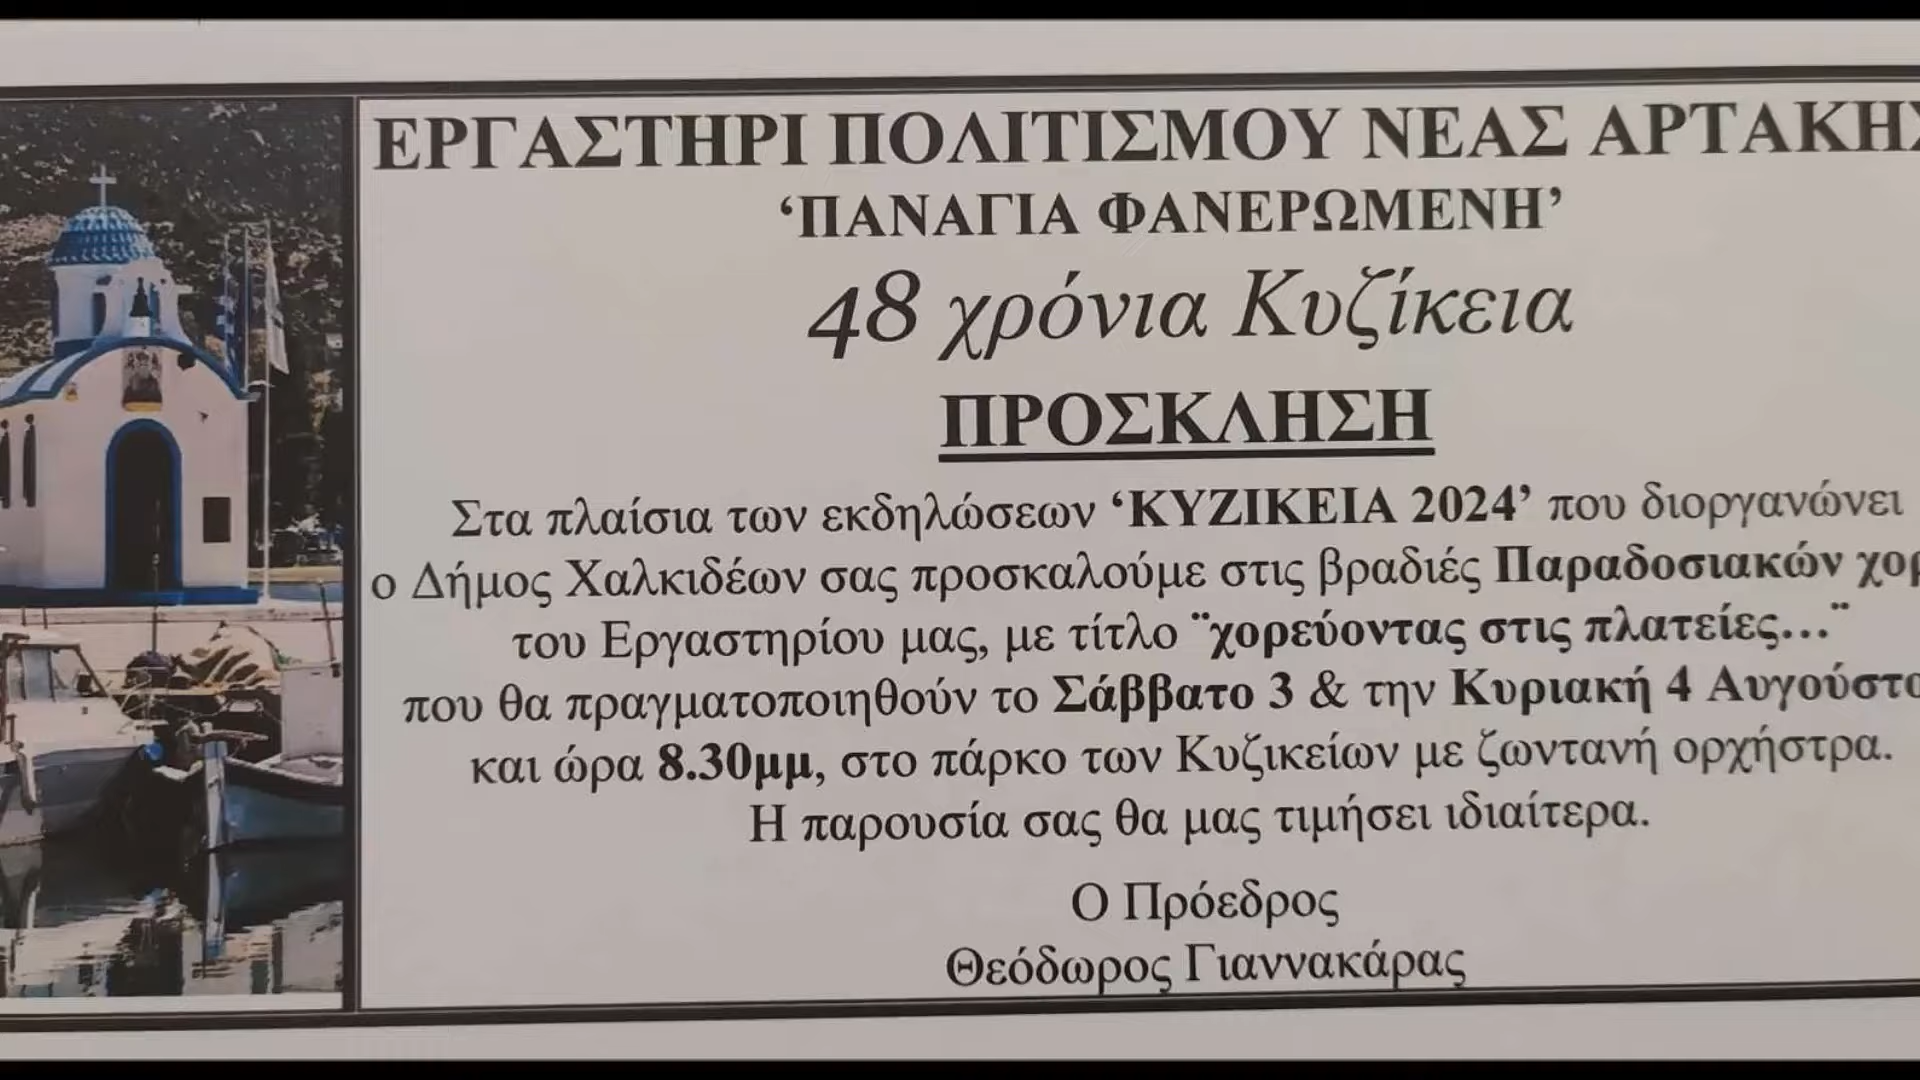 ΕΡΓΑΣΤΗΡΙ ΠΟΛΙΤΙΣΜΟΥ ΝΕΑΣ ΑΡΤΑΚΗΣ
‘ΠΑΝΑΓΙΑ ΦΑΝΕΡΩΜΕΝΗ’
48 χρόνια Κυζίκεια
ΠΡΟΣΚΛΗΣΗ
Στα πλαίσια των εκδηλώσεων ‘ΚΥΖΙΚΕΙΑ 2024’ που διοργανώνει
ο Δήμος Χαλκιδέων σας προσκαλούμε στις βραδιές Παραδοσιακών
του Εργαστηρίου μας, με τίτλο ¨χορεύοντας στις πλατείες...¨
που θα πραγματοποιηθούν το Σάββατο 3 & την Κυριακή 4 Αυγούστο
και ώρα 8.30μμ, στο πάρκο των Κυζικείων με ζωντανή ορχήστρα.
Η παρουσία σας θα μας τιμήσει ιδιαίτερα.
Ο Πρόεδρος
Θεόδωρος Γιαννακάρας